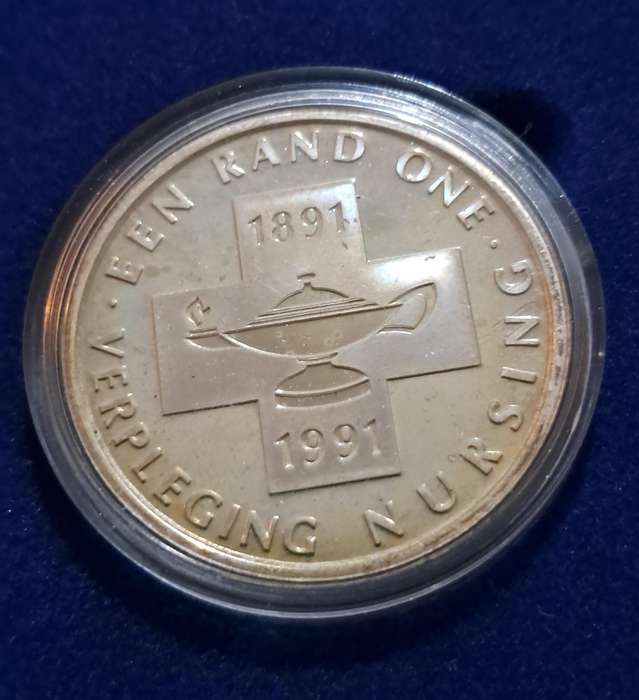 · EEN RAND ONE ·
1891
1991
VERPLEGING NURSING